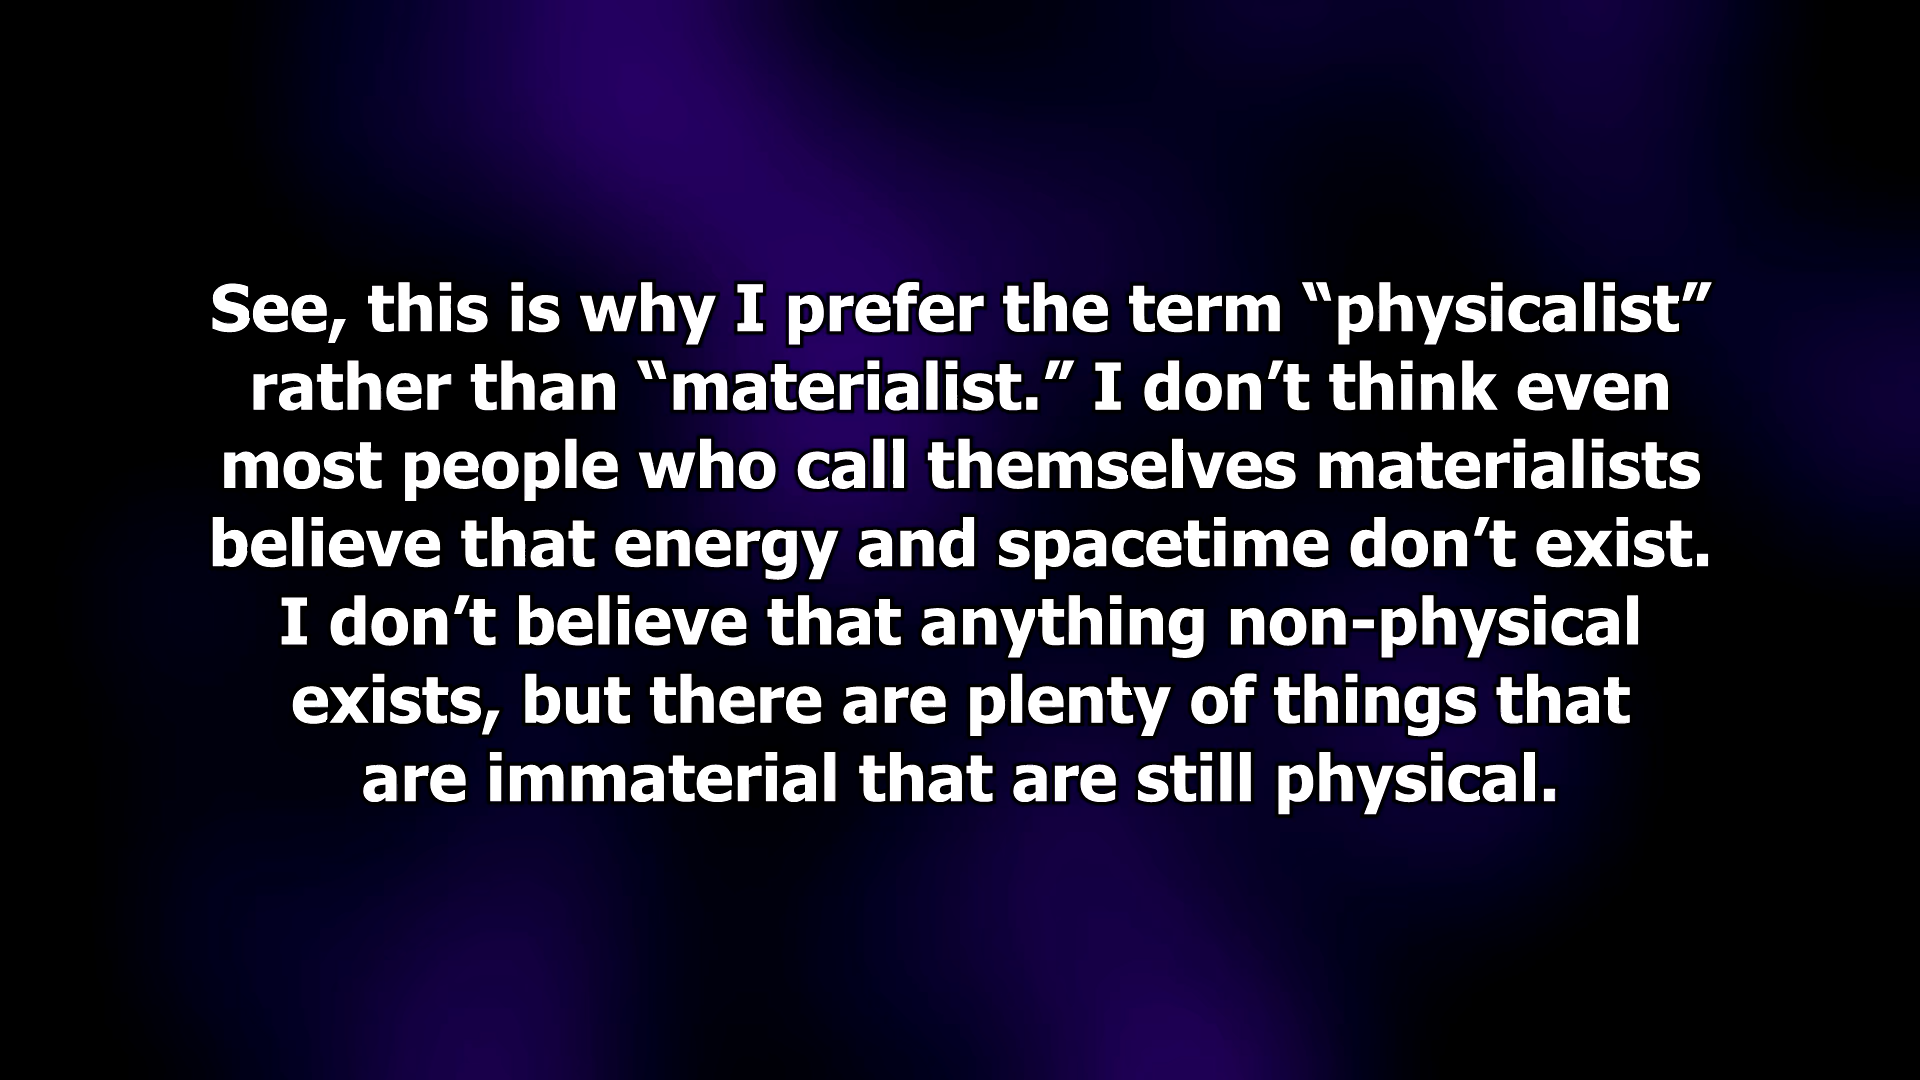 See, this is why I prefer the term “physicalist”
rather than “materialist.” I don’t think even
most people who call themselves materialists
believe that energy and spacetime don’t exist.
I don’t believe that anything non-physical
exists, but there are plenty of things that
are immaterial that are still physical.